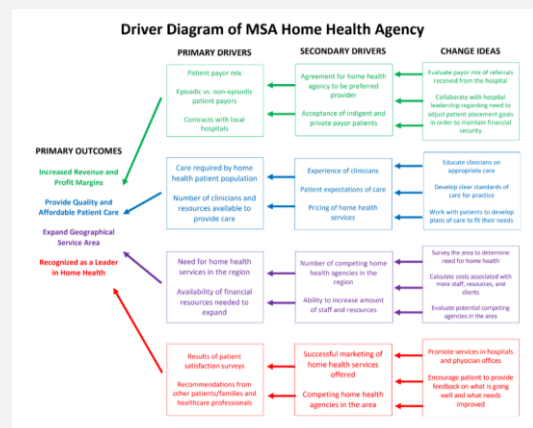 Driver Diagram of MSA Home Health Agency
PRIMARY DRIVERS
SECONDARY DRIVERS
CHANGE IDEAS
Patient payor mix
Episodic vs. non-episodic
patient payors
Contracts with local
hospitals
Agreement for home health
agency to be preferred
provider
Acceptance of indigent and
private payor patients
Evaluate payor mix of referrals
received from the hospital
Collaborate with hospital
leadership regarding need to
adjust patient placement goals
in order to maintain financial
security
PRIMARY OUTCOMES
Increased Revenue and
Profit Margins
Provide Quality and
Affordable Patient Care
Expand Geographical
Service Area
Recognized as a Leader
in Home Health
Care required by home
health patient population
Number of clinicians and
resources available to
provide care
Experience of clinicians
Patient expectations of care
Pricing of home health
services
Educate clinicians on
appropriate care
Develop clear standards of
care for practice
Work with patients to develop
plans of care to fit their needs
Need for home health
services in the region
Availability of financial
resources needed to
expand
Number of competing home
health agencies in the
region
Ability to increase amount
of staff and resources
Survey the area to determine
need for home health
Calculate costs associated with
more staff, resources, and
clients
Evaluate potential competing
agencies in the area
Results of patient
satisfaction surveys
Recommendations from
other patients/families and
healthcare professionals
Successful marketing of
home health services
offered
Competing home health
agencies in the area
Promote services in hospitals
and physician offices
Encourage patient to provide
feedback on what is going
well and what needs
improved